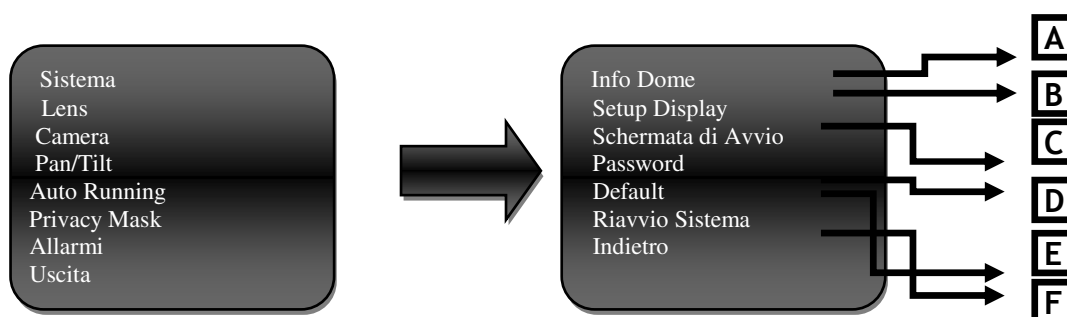 Sistema
Lens
Camera
Pan/Tilt
Auto Running
Privacy Mask
Allarmi
Uscita
Info Dome
Setup Display
Schermata di Avvio
Password
Default
Riavvio Sistema
Indietro
A
B
C
D
E
F